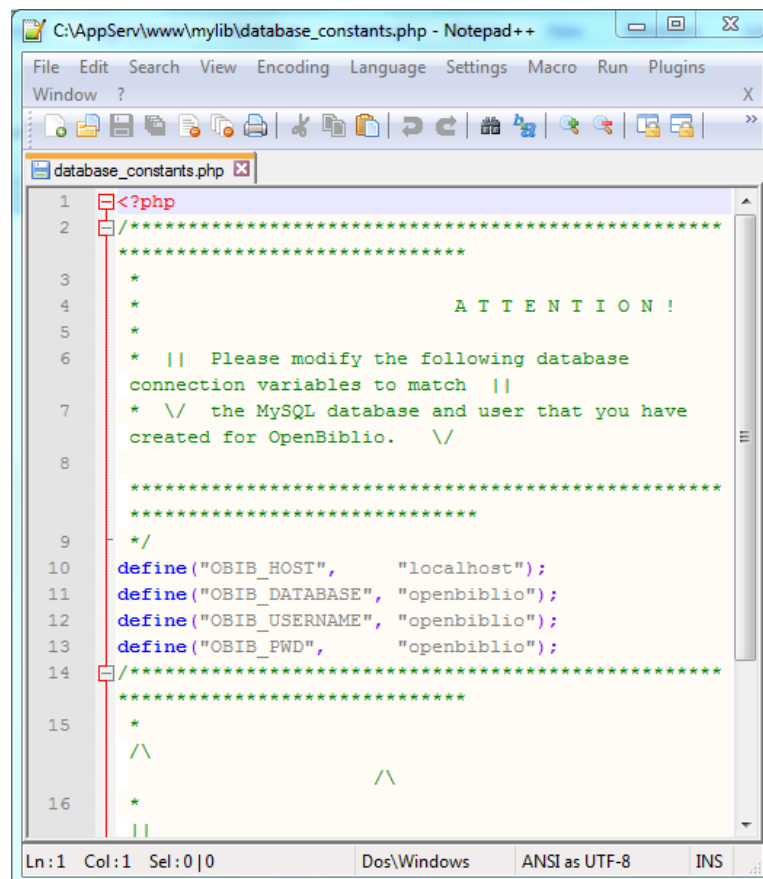 C:\AppServ\www\mylib\database_constants.php - Notepad++
File Edit Search View Encoding Language Settings Macro Run Plugins
Window ? X
database_constants.php
1 <?php
2 /***************************************************
******************************
3 *
4 * A T T E N T I O N !
5 *
6 * || Please modify the following database
connection variables to match ||
7 * \/ the MySQL database and user that you have
created for OpenBiblio. \/
8
***************************************************
******************************
9 */
10 define("OBIB_HOST", "localhost");
11 define("OBIB_DATABASE", "openbiblio");
12 define("OBIB_USERNAME", "openbiblio");
13 define("OBIB_PWD", "openbiblio");
14 /***************************************************
******************************
15 *
/\
/\
16 *
||
Ln:1 Col:1 Sel:0|0 Dos\Windows ANSI as UTF-8 INS